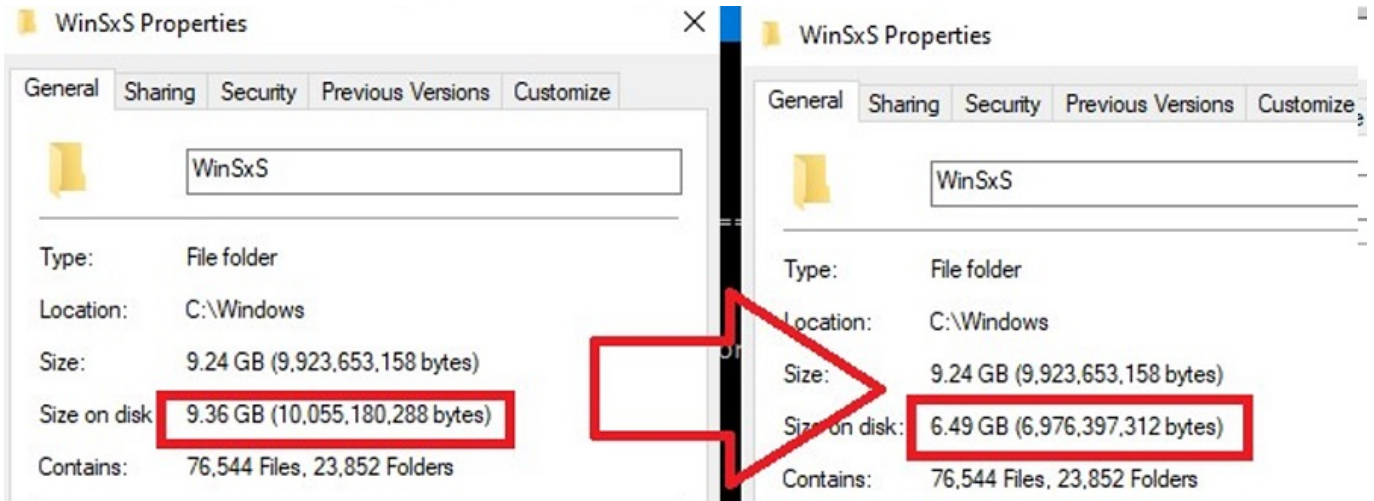 WinSxS Properties
General Sharing Security Previous Versions Customize
WinSxS
Type: File folder
Location: C:\Windows
Size: 9.24 GB (9,923,653,158 bytes)
Size on disk 9.36 GB (10,055,180,288 bytes)
Contains: 76,544 Files, 23,852 Folders
WinSxS Properties
General Sharing Security Previous Versions Customize
WinSxS
Type: File folder
Location: C:\Windows
Size: 9.24 GB (9,923,653,158 bytes)
Size on disk: 6.49 GB (6,976,397,312 bytes)
Contains: 76,544 Files, 23,852 Folders